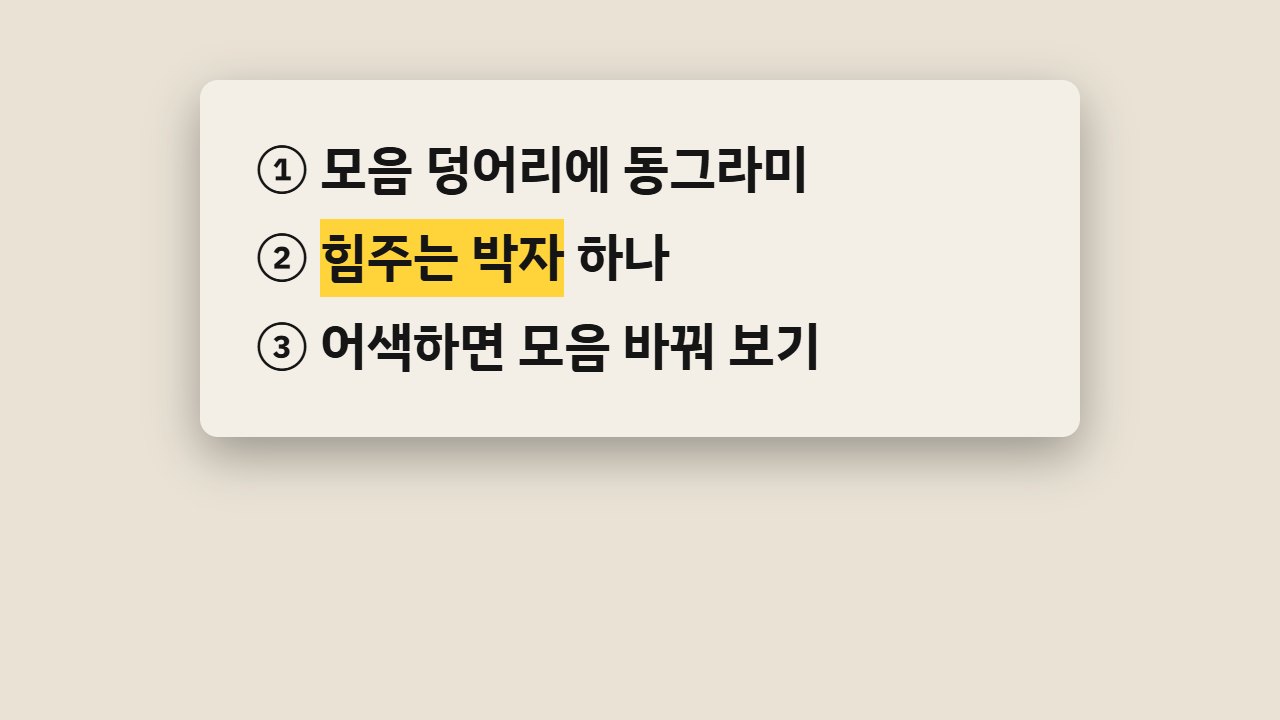 ① 모음 덩어리에 동그라미
② 힘주는 박자 하나
③ 어색하면 모음 바꿔 보기